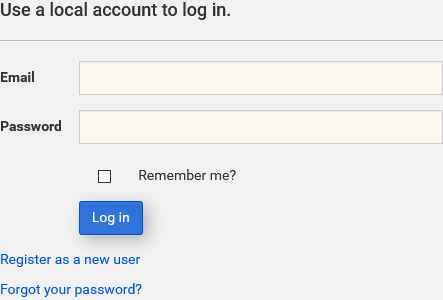 Use a local account to log in.
Email
Password
Remember me?
Log in
Register as a new user
Forgot your password?